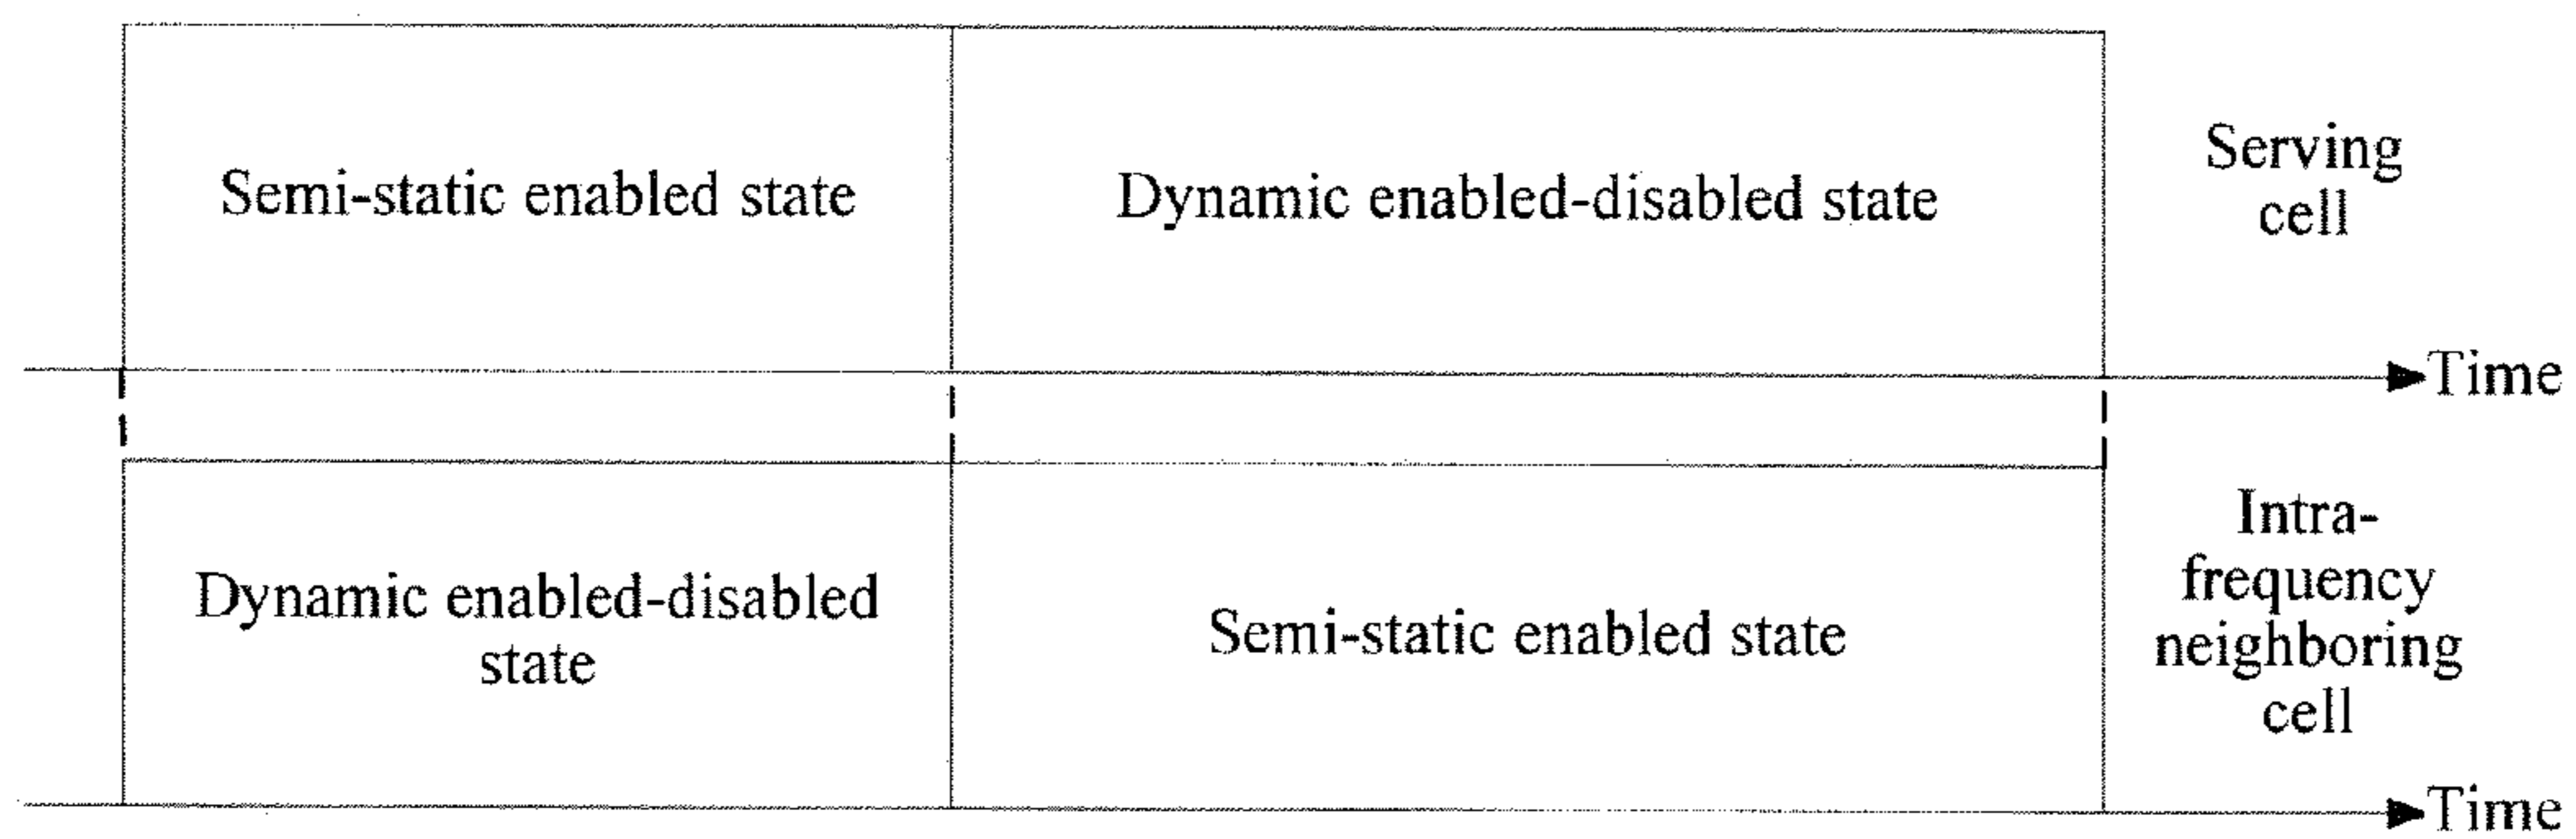 Semi-static enabled state
Dynamic enabled-disabled state
Serving
cell
Time
Dynamic enabled-disabled
state
Semi-static enabled state
Intra-
frequency
neighboring
cell
Time